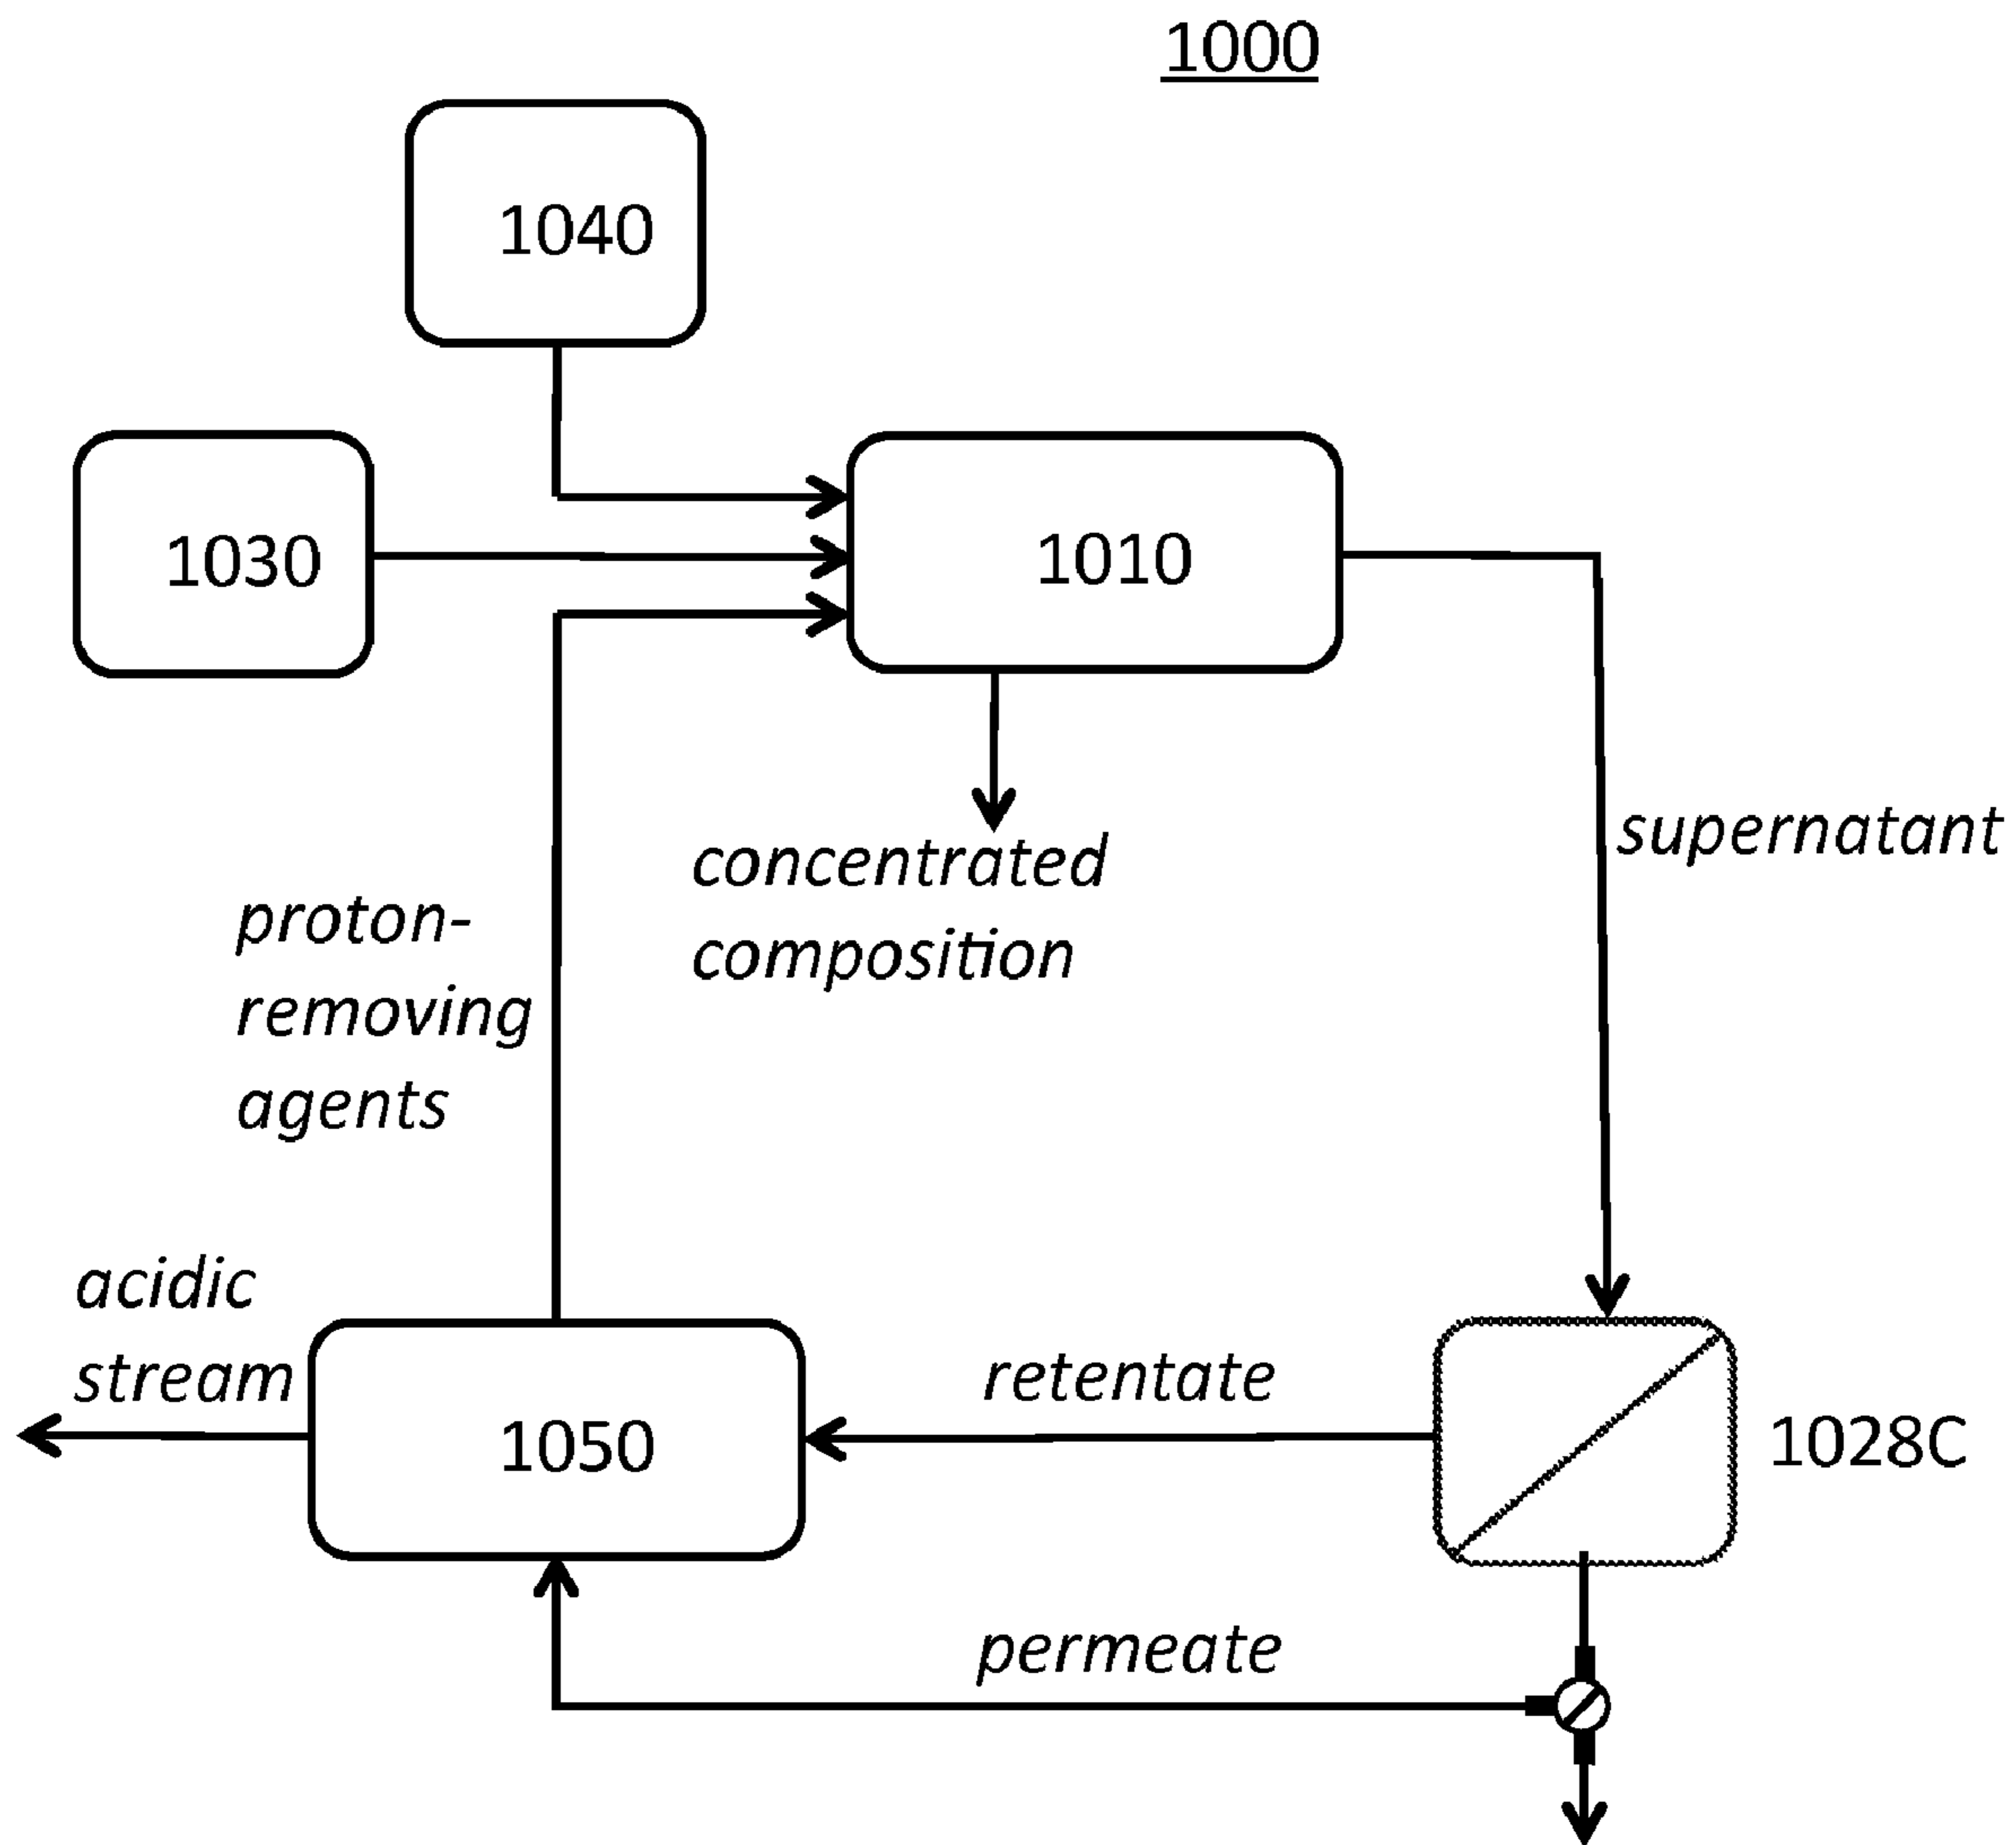 1000
1040
1030
1010
supernatant
concentrated
composition
proton-
removing
agents
acidic
stream
1050
retentate
1028C
permeate